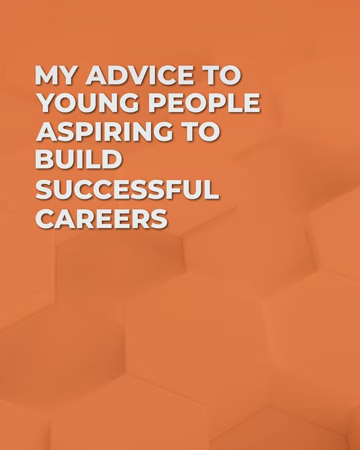 MY ADVICE TO
YOUNG PEOPLE
ASPIRING TO
BUILD
SUCCESSFUL
CAREERS